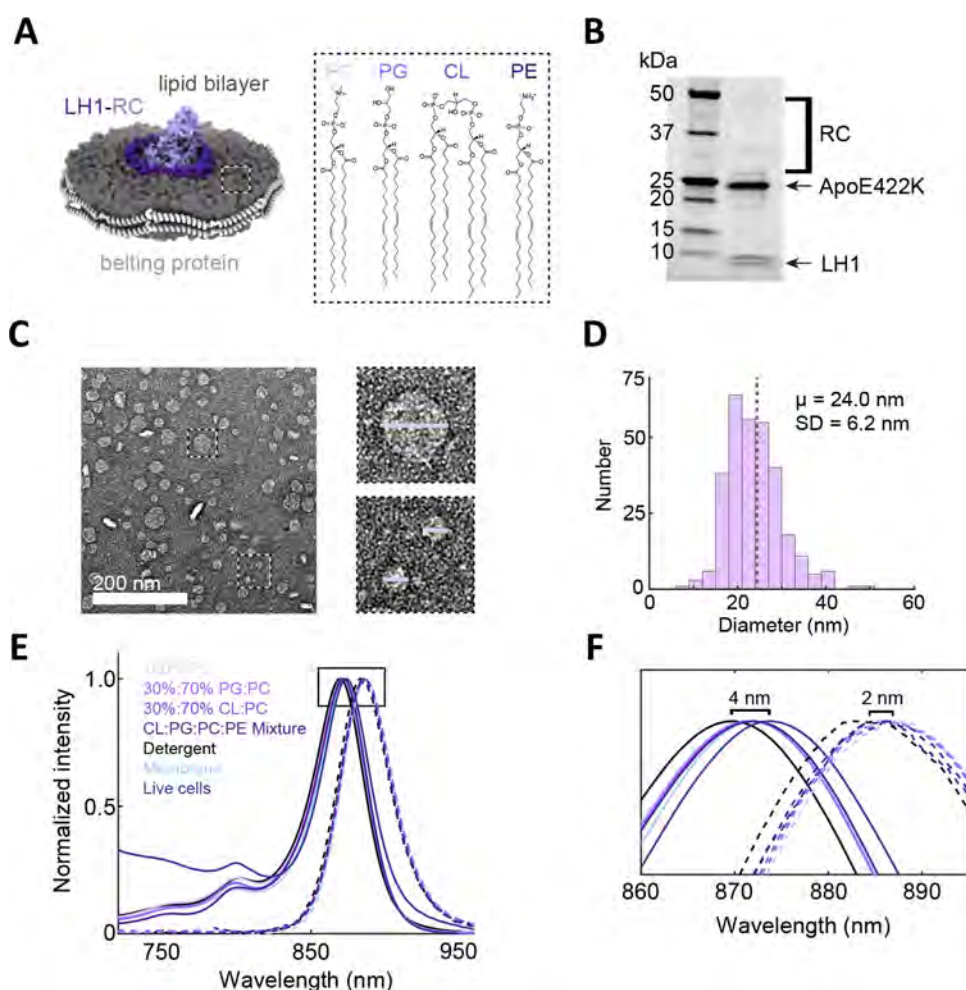 A
lipid bilayer
LH1-RC
belting protein
PC
PG
CL
PE
B
kDa
50
37
25
20
15
10
RC
ApoE422K
LH1
C
200 nm
D
75
50
25
0
Number
μ = 24.0 nm
SD = 6.2 nm
0
20
40
60
Diameter (nm)
E
1.0
0.5
0
Normalized intensity
30%:70% PG:PC
30%:70% CL:PC
CL:PG:PC:PE Mixture
Detergent
Membrane
Live cells
750
850
950
Wavelength (nm)
F
4 nm
2 nm
860
870
880
890
Wavelength (nm)